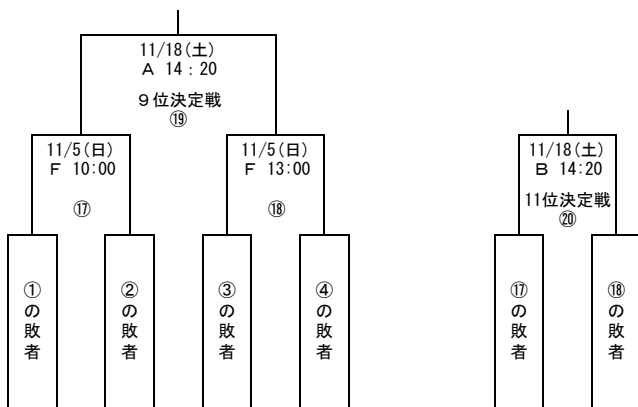 11/18(土)
A 14:20
９位決定戦
⑲
11/5(日)
F 10:00
⑰
11/5(日)
F 13:00
⑱
①の敗者
②の敗者
③の敗者
④の敗者
11/18(土)
B 14:20
11位決定戦
⑳
⑰の敗者
⑱の敗者